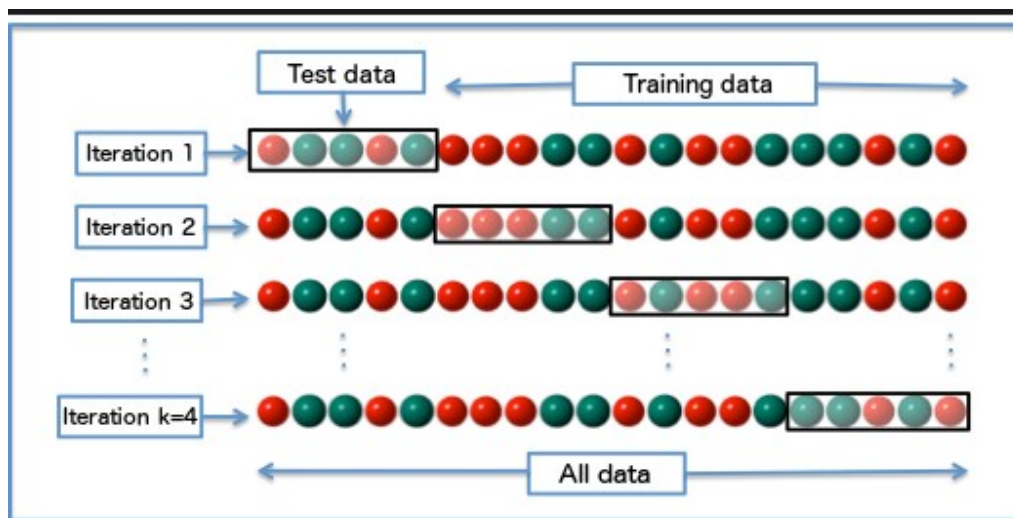 Test data
Training data
Iteration 1
Iteration 2
Iteration 3
Iteration k=4
All data